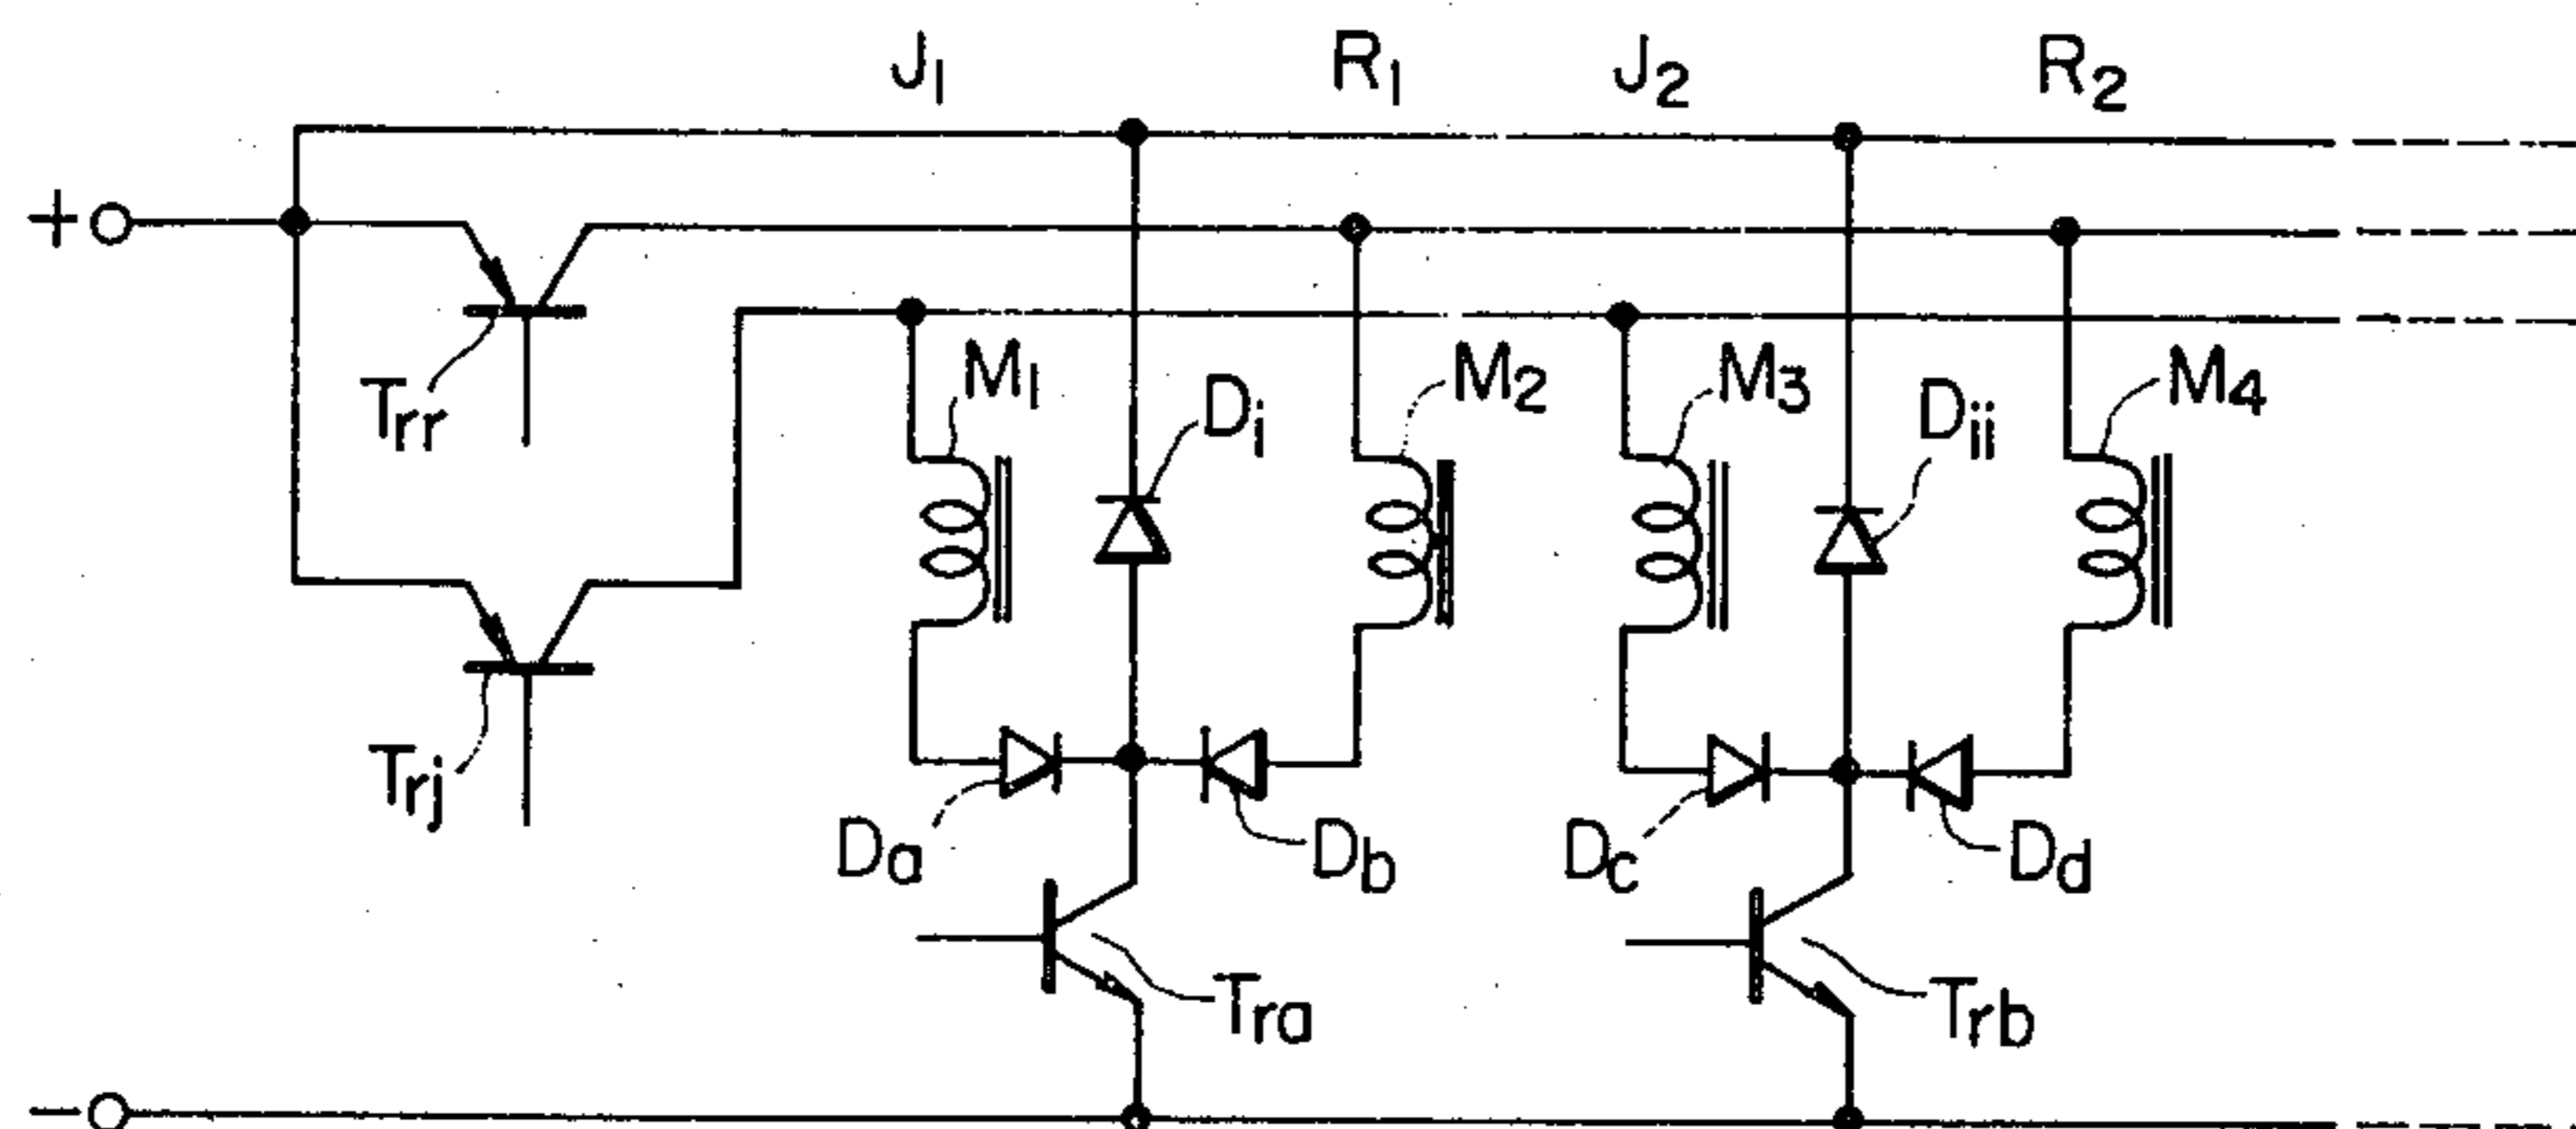 J1 R1 J2 R2
+
M1 Di M2 M3 Dii M4
Trr
Trj
Da Db Dc Dd
Tra Trb
−